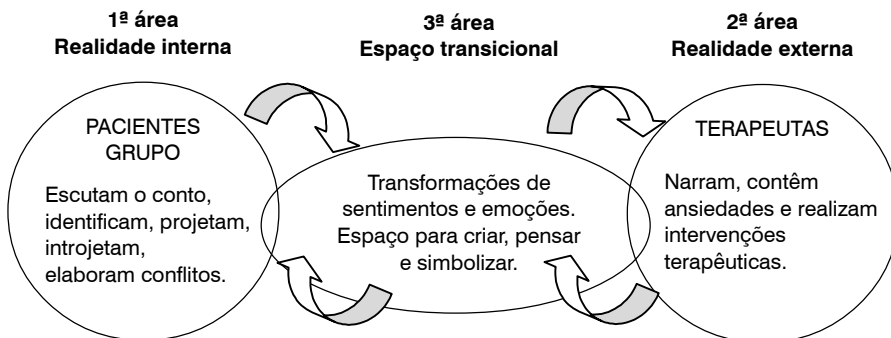 1ª área
Realidade interna
3ª área
Espaço transicional
2ª área
Realidade externa
PACIENTES
GRUPO
Escutam o conto,
identificam, projetam,
introjetam,
elaboram conflitos.
Transformações de
sentimentos e emoções.
Espaço para criar, pensar
e simbolizar.
TERAPEUTAS
Narram, contêm
ansiedades e realizam
intervenções
terapêuticas.